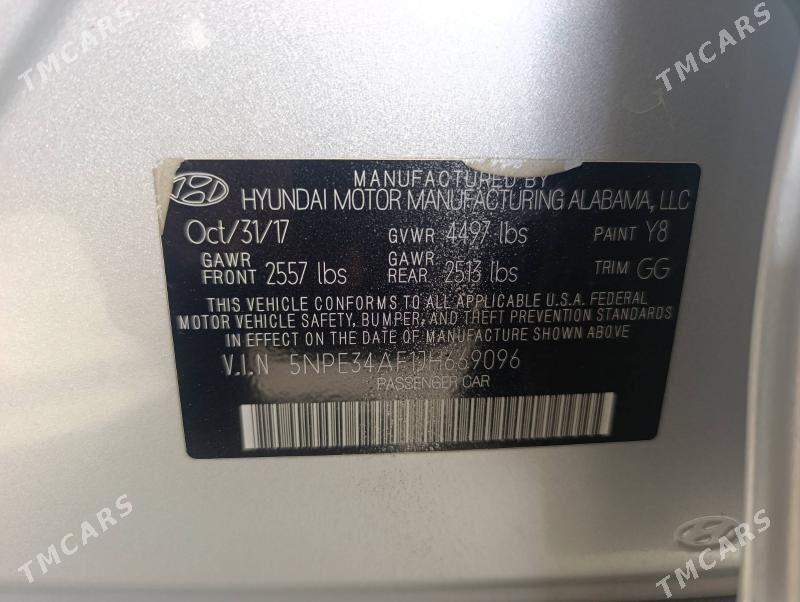 TMCARS
TMCARS
MANUFACTURED BY
HYUNDAI MOTOR MANUFACTURING ALABAMA, LLC
Oct/31/17 GVWR 4497 lbs PAINT Y8
GAWR FRONT 2557 lbs GAWR REAR 2513 lbs TRIM GG
THIS VEHICLE CONFORMS TO ALL APPLICABLE U.S.A. FEDERAL
MOTOR VEHICLE SAFETY, BUMPER, AND THEFT PREVENTION STANDARDS
IN EFFECT ON THE DATE OF MANUFACTURE SHOWN ABOVE.
V.I.N 5NPE34AF1JH669096
PASSENGER CAR
TMCARS
TMCARS